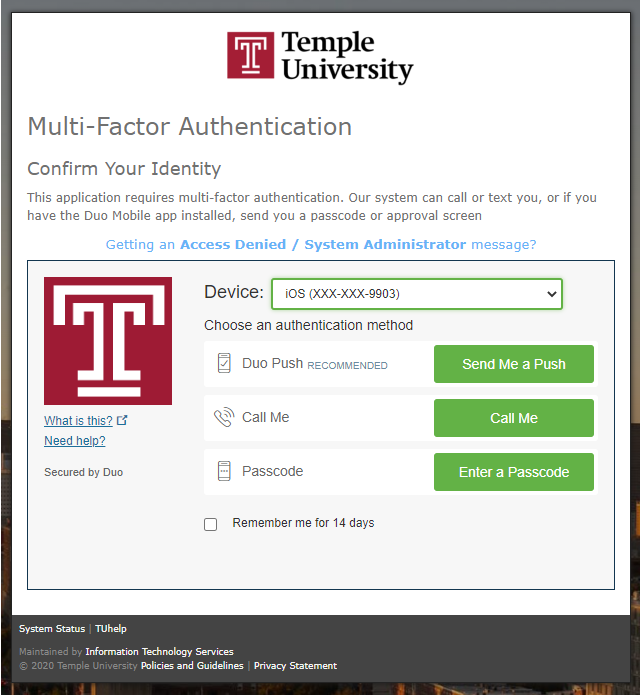 Temple
University
Multi-Factor Authentication
Confirm Your Identity
This application requires multi-factor authentication. Our system can call or text you, or if you
have the Duo Mobile app installed, send you a passcode or approval screen
Getting an Access Denied / System Administrator message?
Device: iOS (XXX-XXX-9903)
Choose an authentication method
Duo Push RECOMMENDED Send Me a Push
Call Me Call Me
What is this?
Need help?
Passcode Enter a Passcode
Secured by Duo
Remember me for 14 days
System Status | TUhelp
Maintained by Information Technology Services
© 2020 Temple University Policies and Guidelines | Privacy Statement